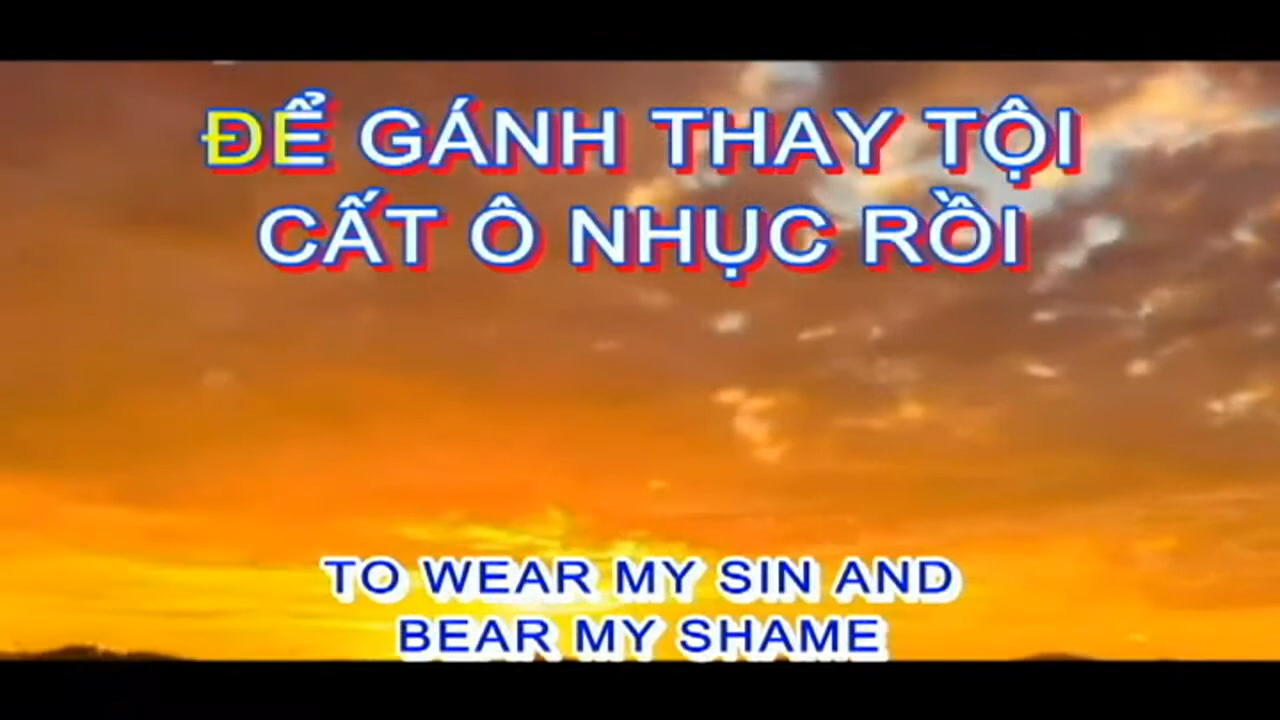 ĐỂ GÁNH THAY TỘI
CẤT Ô NHỤC RỒI
TO WEAR MY SIN AND
BEAR MY SHAME